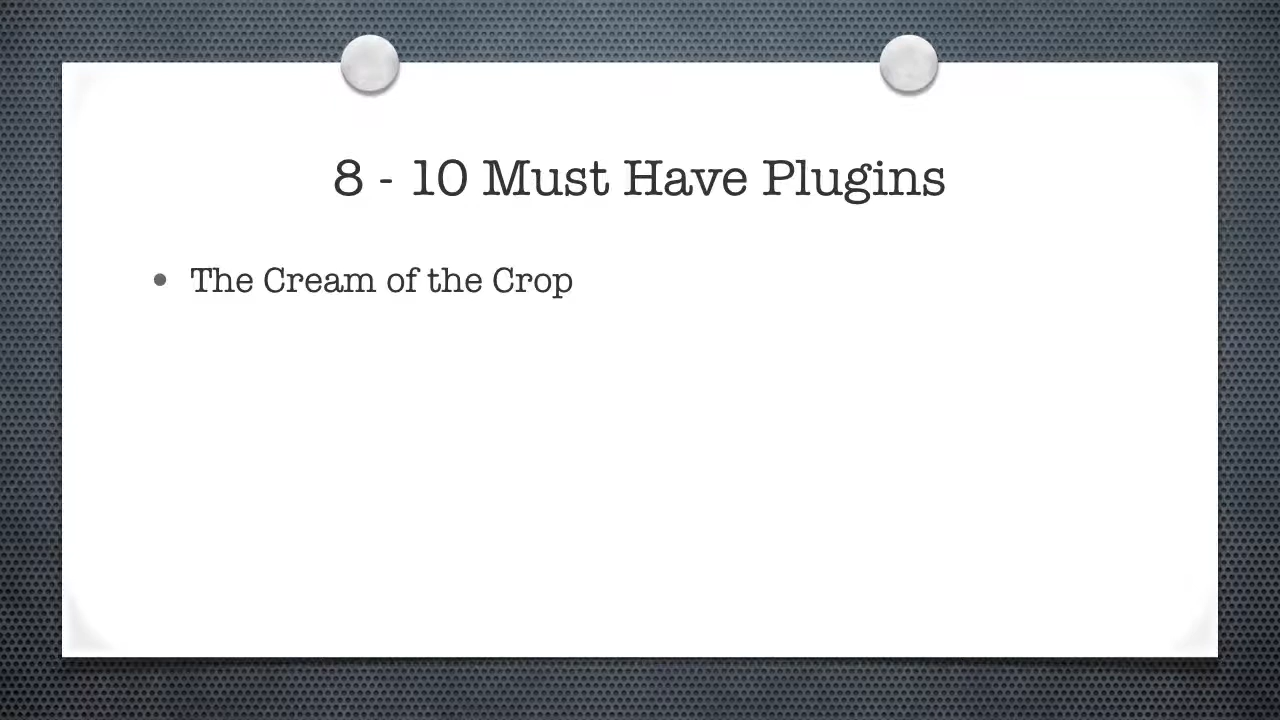 8 - 10 Must Have Plugins
• The Cream of the Crop